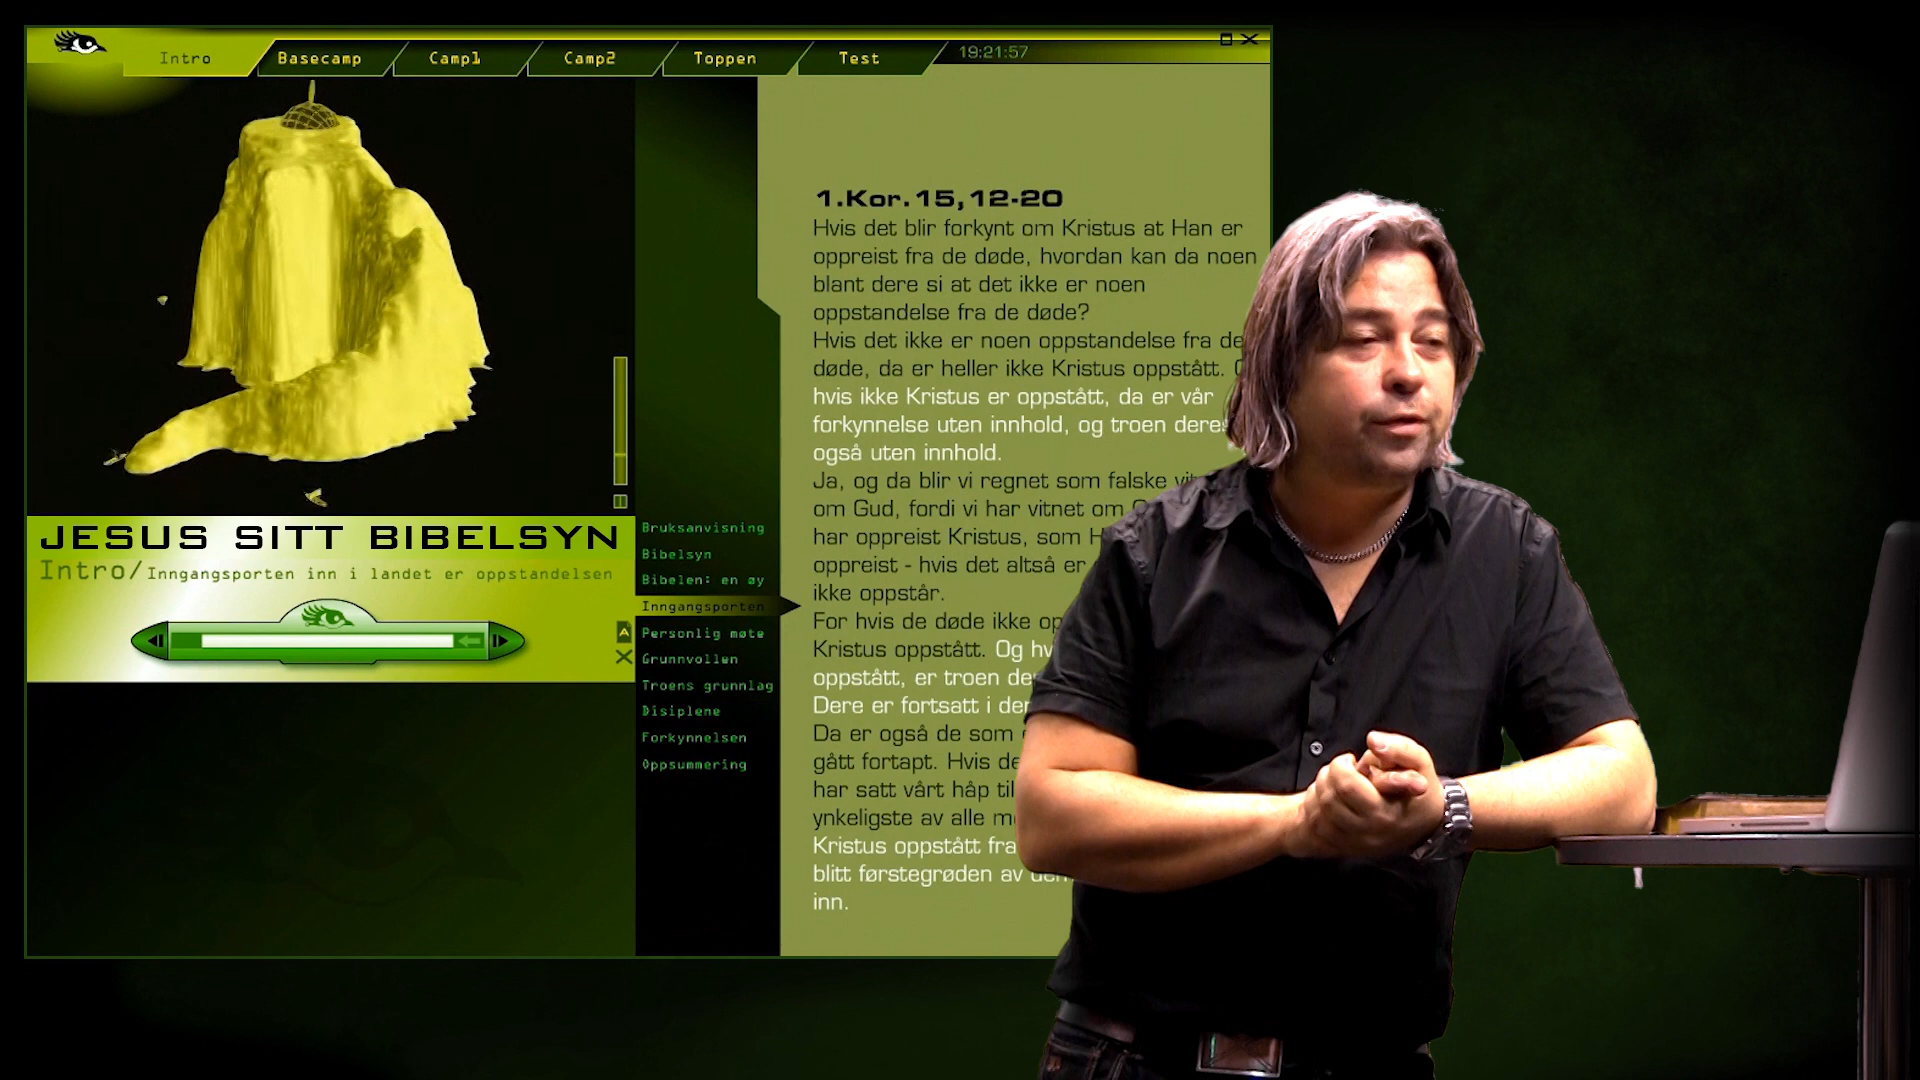 Intro
Basecamp
Camp1
Camp2
Toppen
Test
19:21:57
JESUS SITT BIBELSYN
Intro/Inngangsporten inn i landet er oppstandelsen
A
Bruksanvisning
Bibelsyn
Bibelen: en øy
Inngangsporten
Personlig møte
Grunnvollen
Troens grunnlag
Disiplene
Forkynnelsen
Oppsummering
1.Kor.15,12-20
Hvis det blir forkynt om Kristus at Han er
oppreist fra de døde, hvordan kan da noen
blant dere si at det ikke er noen
oppstandelse fra de døde?
Hvis det ikke er noen oppstandelse fra de
døde, da er heller ikke Kristus oppstått.
hvis ikke Kristus er oppstått, da er vår
forkynnelse uten innhold, og troen deres
også uten innhold.
Ja, og da blir vi regnet som falske
om Gud, fordi vi har vitnet om
har oppreist Kristus, som
oppreist - hvis det altså er
ikke oppstår.
For hvis de døde ikke
Kristus oppstått. Og
oppstått, er troen
Dere er fortsatt i
Da er også de som
gått fortapt. Hvis
har satt vårt håp
ynkeligste av alle
Kristus oppstått fra
blitt førstegrøden av
inn.